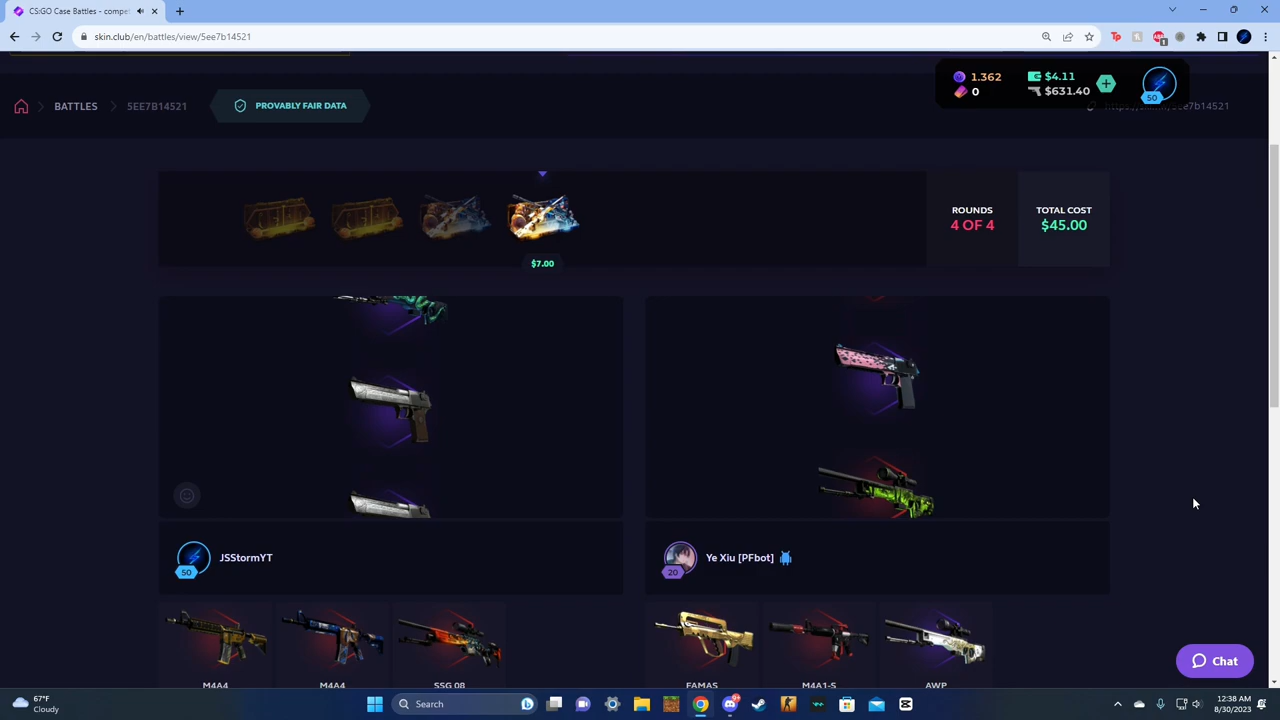 CS:GO Case Battles - compe
skin.club/en/battles/view/5ee7b14521
1.362
$4.11
0
$631.40
50
BATTLES
5EE7B14521
PROVABLY FAIR DATA
ROUNDS
4 OF 4
TOTAL COST
$45.00
$7.00
JSStormYT
50
Ye Xiu [PFbot]
20
M4A4
M4A4
SSG 08
FAMAS
M4A1-S
AWP
Chat
67°F
Cloudy
Search
12:38 AM
8/30/2023